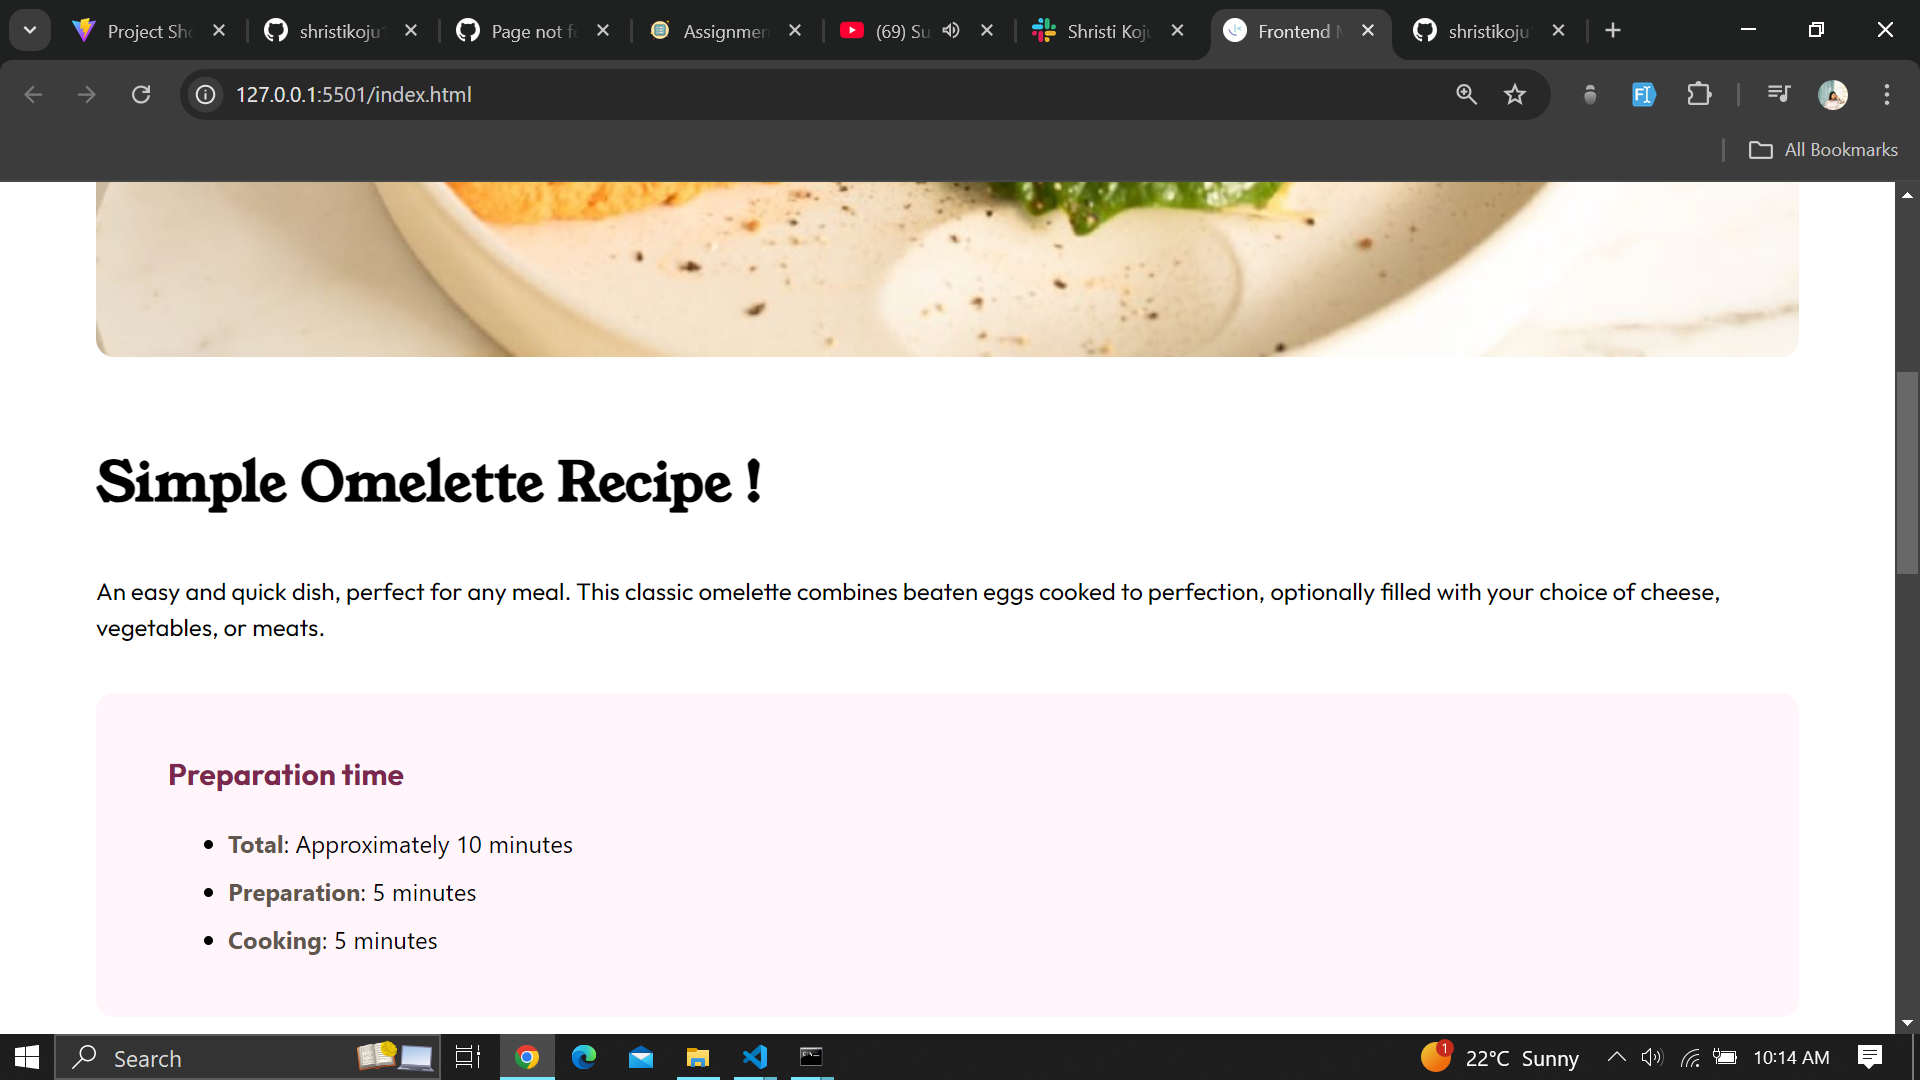 Project Sho
shristikoju
Page not fo
Assignmen
(69) Su
Shristi Koju
Frontend M
shristikoju
127.0.0.1:5501/index.html
All Bookmarks
Simple Omelette Recipe !
An easy and quick dish, perfect for any meal. This classic omelette combines beaten eggs cooked to perfection, optionally filled with your choice of cheese,
vegetables, or meats.
Preparation time
Total: Approximately 10 minutes
Preparation: 5 minutes
Cooking: 5 minutes
Search
1
22°C Sunny
10:14 AM